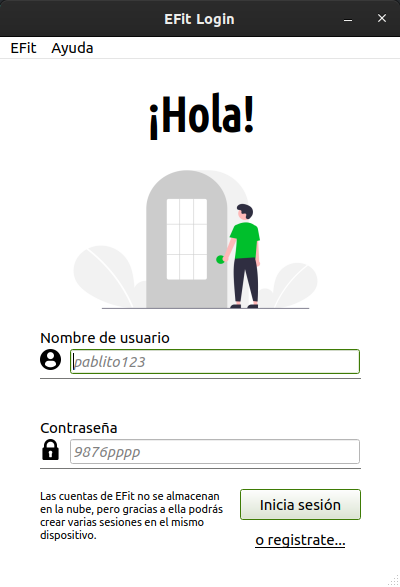 EFit Login
EFit Ayuda
¡Hola!
Nombre de usuario
pablito123
Contraseña
9876pppp
Las cuentas de EFit no se almacenan
en la nube, pero gracias a ella podrás
crear varias sesiones en el mismo
dispositivo.
Inicia sesión
o registrate...